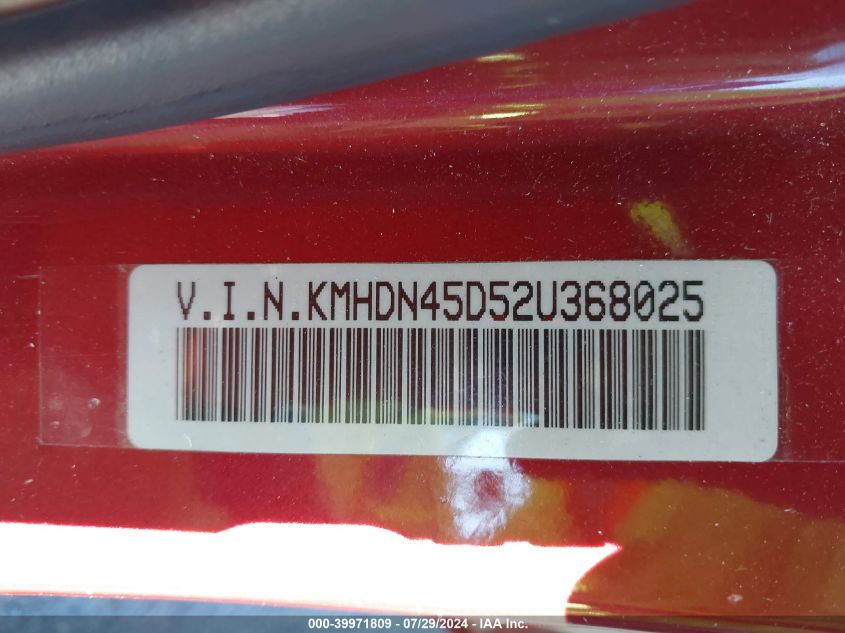 V.I.N.KMHDN45D52U368025
000-39971809 - 07/29/2024 - IAA Inc.